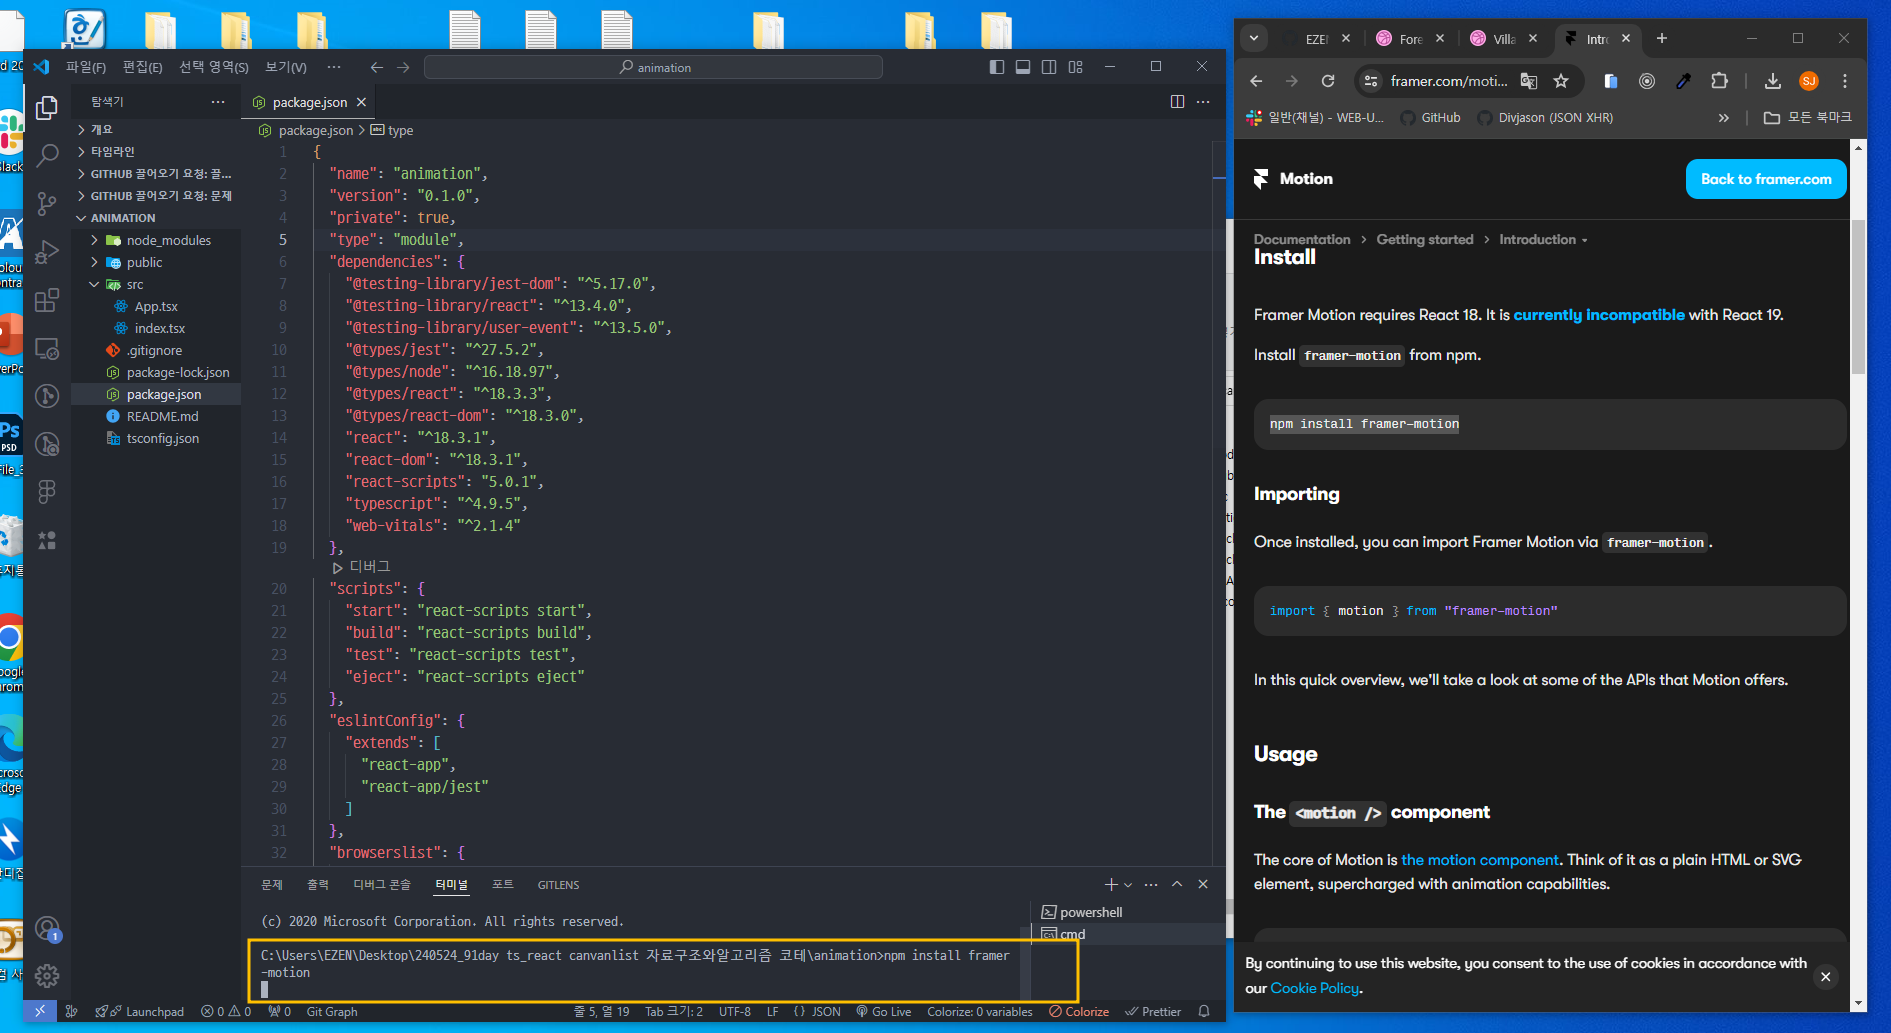 파일(F) 편집(E) 선택 영역(S) 보기(V) ··· animation
탐색기 ···
개요
타임라인
GITHUB 끌어오기 요청: 끌...
GITHUB 끌어오기 요청: 문제
ANIMATION
node_modules
public
src
App.tsx
index.tsx
.gitignore
package-lock.json
package.json
README.md
tsconfig.json
package.json
package.json > type
1 {
2 "name": "animation",
3 "version": "0.1.0",
4 "private": true,
5 "type": "module",
6 "dependencies": {
7 "@testing-library/jest-dom": "^5.17.0",
8 "@testing-library/react": "^13.4.0",
9 "@testing-library/user-event": "^13.5.0",
10 "@types/jest": "^27.5.2",
11 "@types/node": "^16.18.97",
12 "@types/react": "^18.3.3",
13 "@types/react-dom": "^18.3.0",
14 "react": "^18.3.1",
15 "react-dom": "^18.3.1",
16 "react-scripts": "5.0.1",
17 "typescript": "^4.9.5",
18 "web-vitals": "^2.1.4"
19 },
디버그
20 "scripts": {
21 "start": "react-scripts start",
22 "build": "react-scripts build",
23 "test": "react-scripts test",
24 "eject": "react-scripts eject"
25 },
26 "eslintConfig": {
27 "extends": [
28 "react-app",
29 "react-app/jest"
30 ]
31 },
32 "browserslist": {
문제 출력 디버그 콘솔 터미널 포트 GITLENS
(c) 2020 Microsoft Corporation. All rights reserved.
C:\Users\EZEN\Desktop\240524_91day ts_react canvanlist 자료구조와알고리즘 코테\animation>npm install framer
-motion
powershell
cmd
Launchpad 0 0 0 Git Graph 줄 5, 열 19 Tab 크기: 2 UTF-8 LF {} JSON Go Live Colorize: 0 variables Colorize Prettier
EZE Fore Villa Intr
framer.com/moti... SJ
일반(채널) - WEB-U... GitHub Divjason (JSON XHR) » 모든 북마크
Motion Back to framer.com
Documentation > Getting started > Introduction
Install
Framer Motion requires React 18. It is currently incompatible with React 19.
Install framer-motion from npm.
npm install framer-motion
Importing
Once installed, you can import Framer Motion via framer-motion .
import { motion } from "framer-motion"
In this quick overview, we'll take a look at some of the APIs that Motion offers.
Usage
The <motion /> component
The core of Motion is the motion component. Think of it as a plain HTML or SVG
element, supercharged with animation capabilities.
By continuing to use this website, you consent to the use of cookies in accordance with
our Cookie Policy.